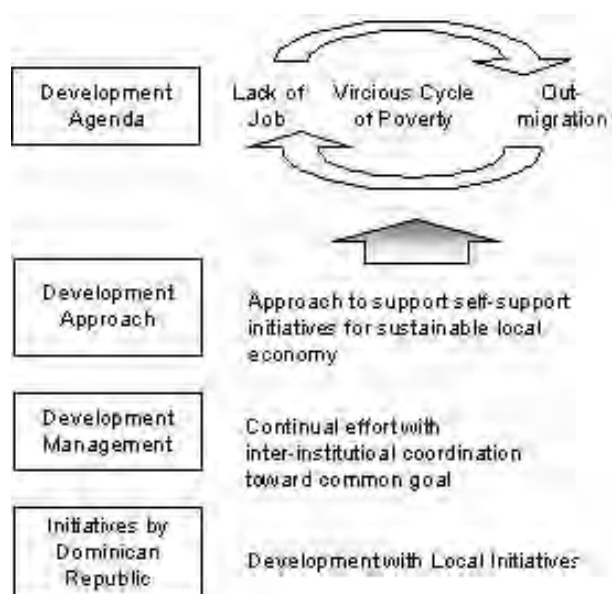 Development
Agenda
Lack of
Job
Vircious Cycle
of Poverty
Out-
migration
Development
Approach
Approach to support self-support
initiatives for sustainable local
economy
Development
Management
Continual effort with
inter-institutioal coordination
toward common goal
Initiatives by
Dominican
Republic
Development with Local Initiatives